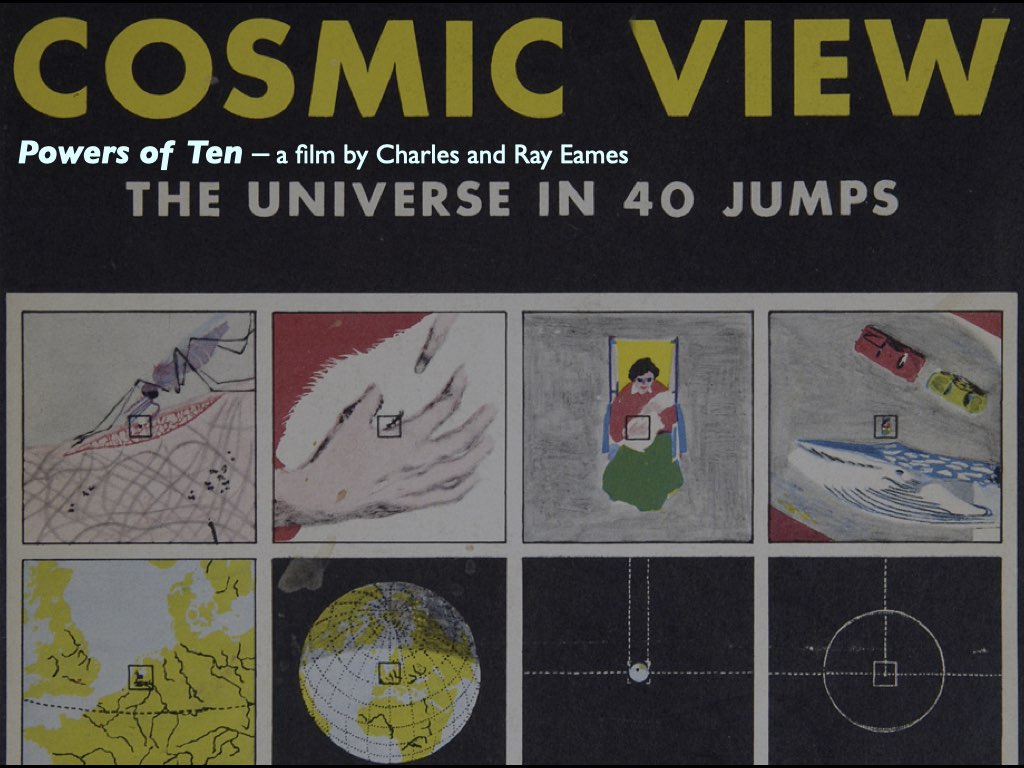 COSMIC VIEW
Powers of Ten – a film by Charles and Ray Eames
THE UNIVERSE IN 40 JUMPS